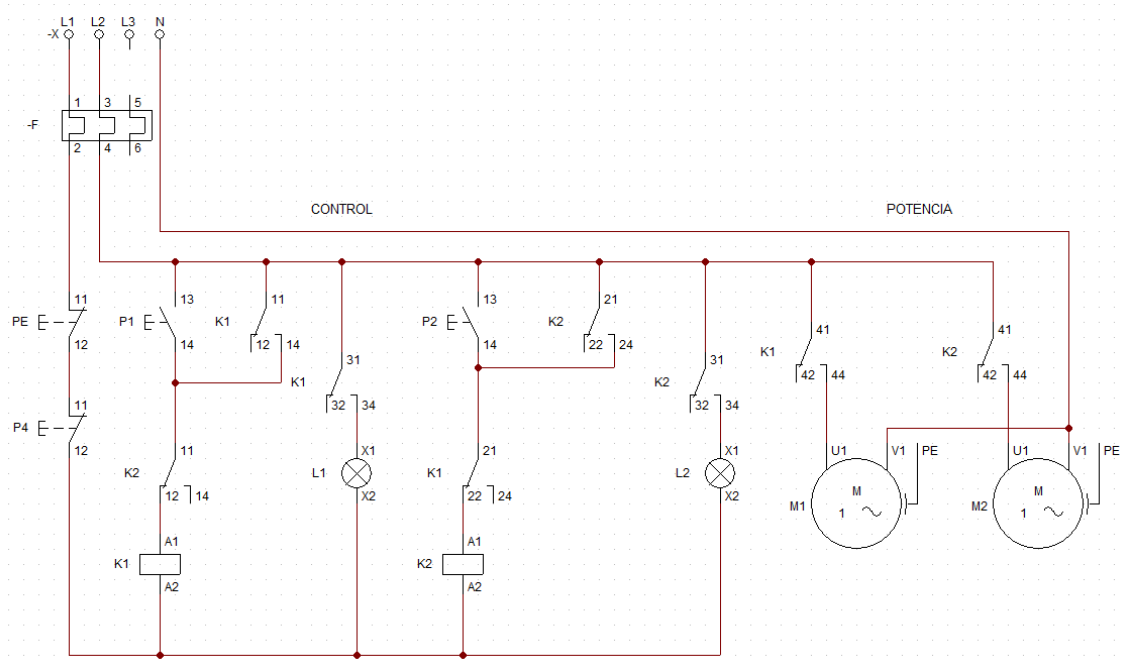 L1 L2 L3 N
-X
1 3 5
-F
2 4 6
CONTROL POTENCIA
11 13 11 13 21
PE P1 K1 P2 K2 41 41
12 14 12 14 14 22 24 K1 K2
31 31 42 44 42 44
K1 K2
11 32 34 32 34
P4
12 11 X1 21 X1 U1 V1 PE U1 V1 PE
K2 L1 K1 L2
12 14 X2 22 24 X2 M1 M 1 M2 M 1
A1 A1
K1 K2
A2 A2